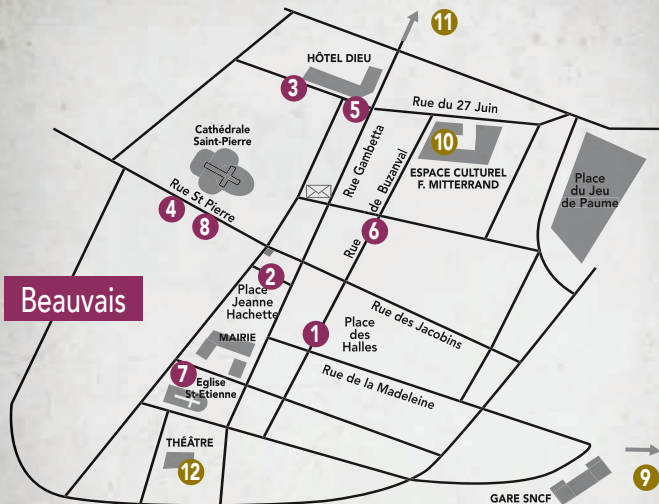 11
HÔTEL DIEU
3
5
Rue du 27 Juin
Cathédrale
Saint-Pierre
Rue Gambetta
10
ESPACE CULTUREL
F. MITTERRAND
Place
du Jeu
de Paume
Rue St Pierre
4
8
Rue de Buzanval
6
Beauvais
2
Place
Jeanne
Hachette
Rue des Jacobins
1
Place
des
Halles
MAIRIE
7
Eglise
St-Etienne
Rue de la Madeleine
THÉÂTRE
12
9
GARE SNCF